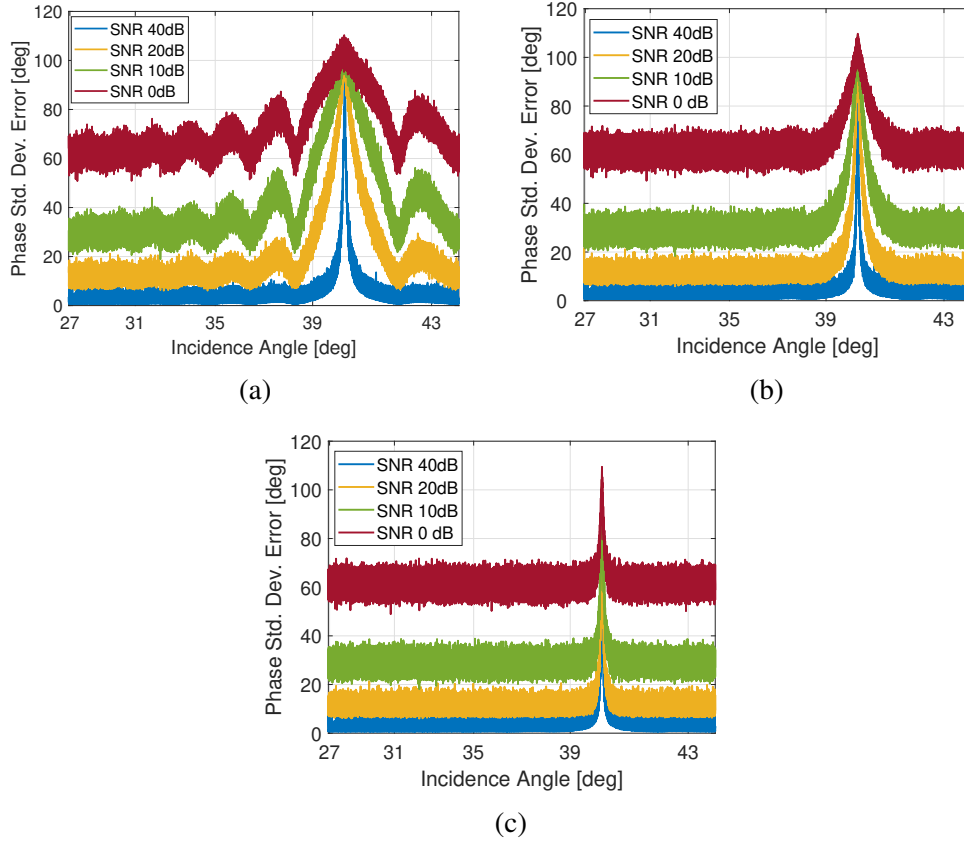 120
100
80
60
40
20
0
Phase Std. Dev. Error [deg]
SNR 40dB
SNR 20dB
SNR 10dB
SNR 0dB
27 31 35 39 43
Incidence Angle [deg]
(a)
120
100
80
60
40
20
0
Phase Std. Dev. Error [deg]
SNR 40dB
SNR 20dB
SNR 10dB
SNR 0 dB
27 31 35 39 43
Incidence Angle [deg]
(b)
120
100
80
60
40
20
0
Phase Std. Dev. Error [deg]
SNR 40dB
SNR 20dB
SNR 10dB
SNR 0 dB
27 31 35 39 43
Incidence Angle [deg]
(c)